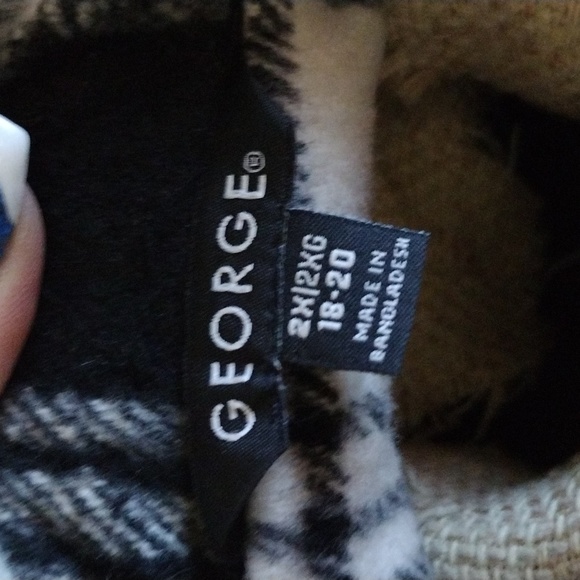 GEORGE®
2X/2XG
18-20
MADE IN
BANGLADESH